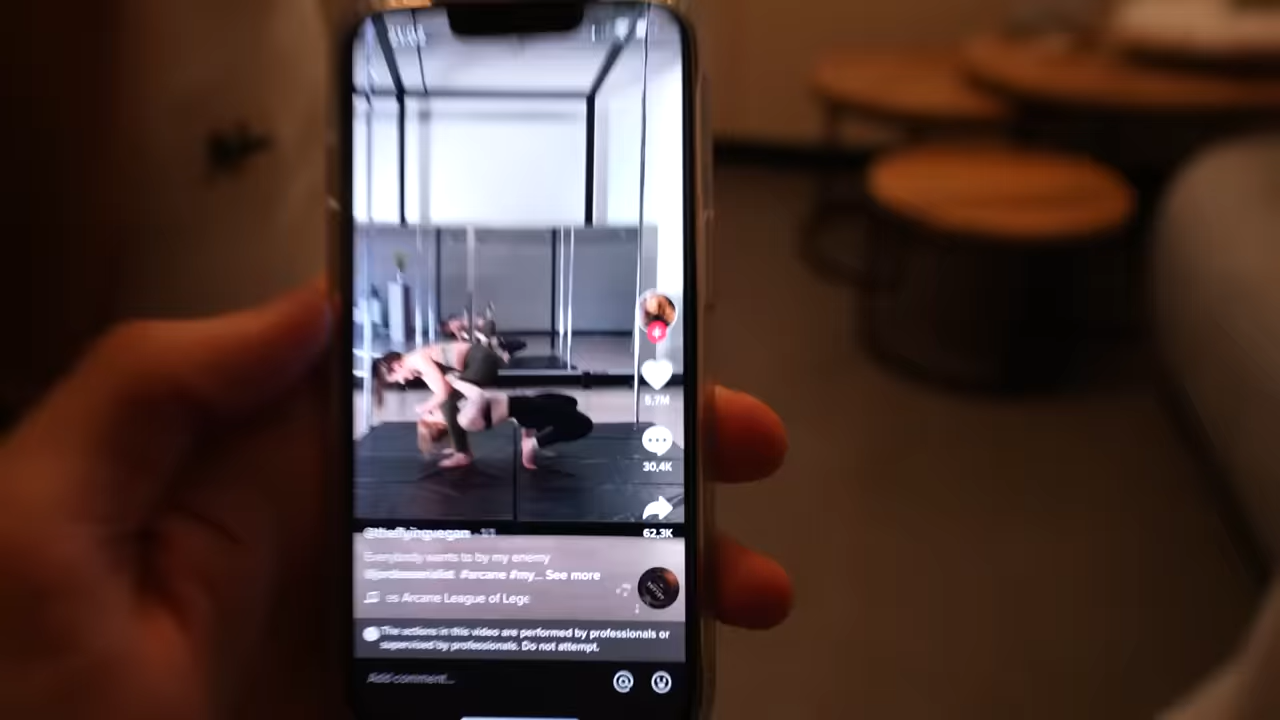 5,7M
30,4K
62,3K
@theflyingvegan
Everybody wants to by my enemy
#arcane #my... See more
es Arcane League of Lege
The actions in this video are performed by professionals or
supervised by professionals. Do not attempt.
Add comment...